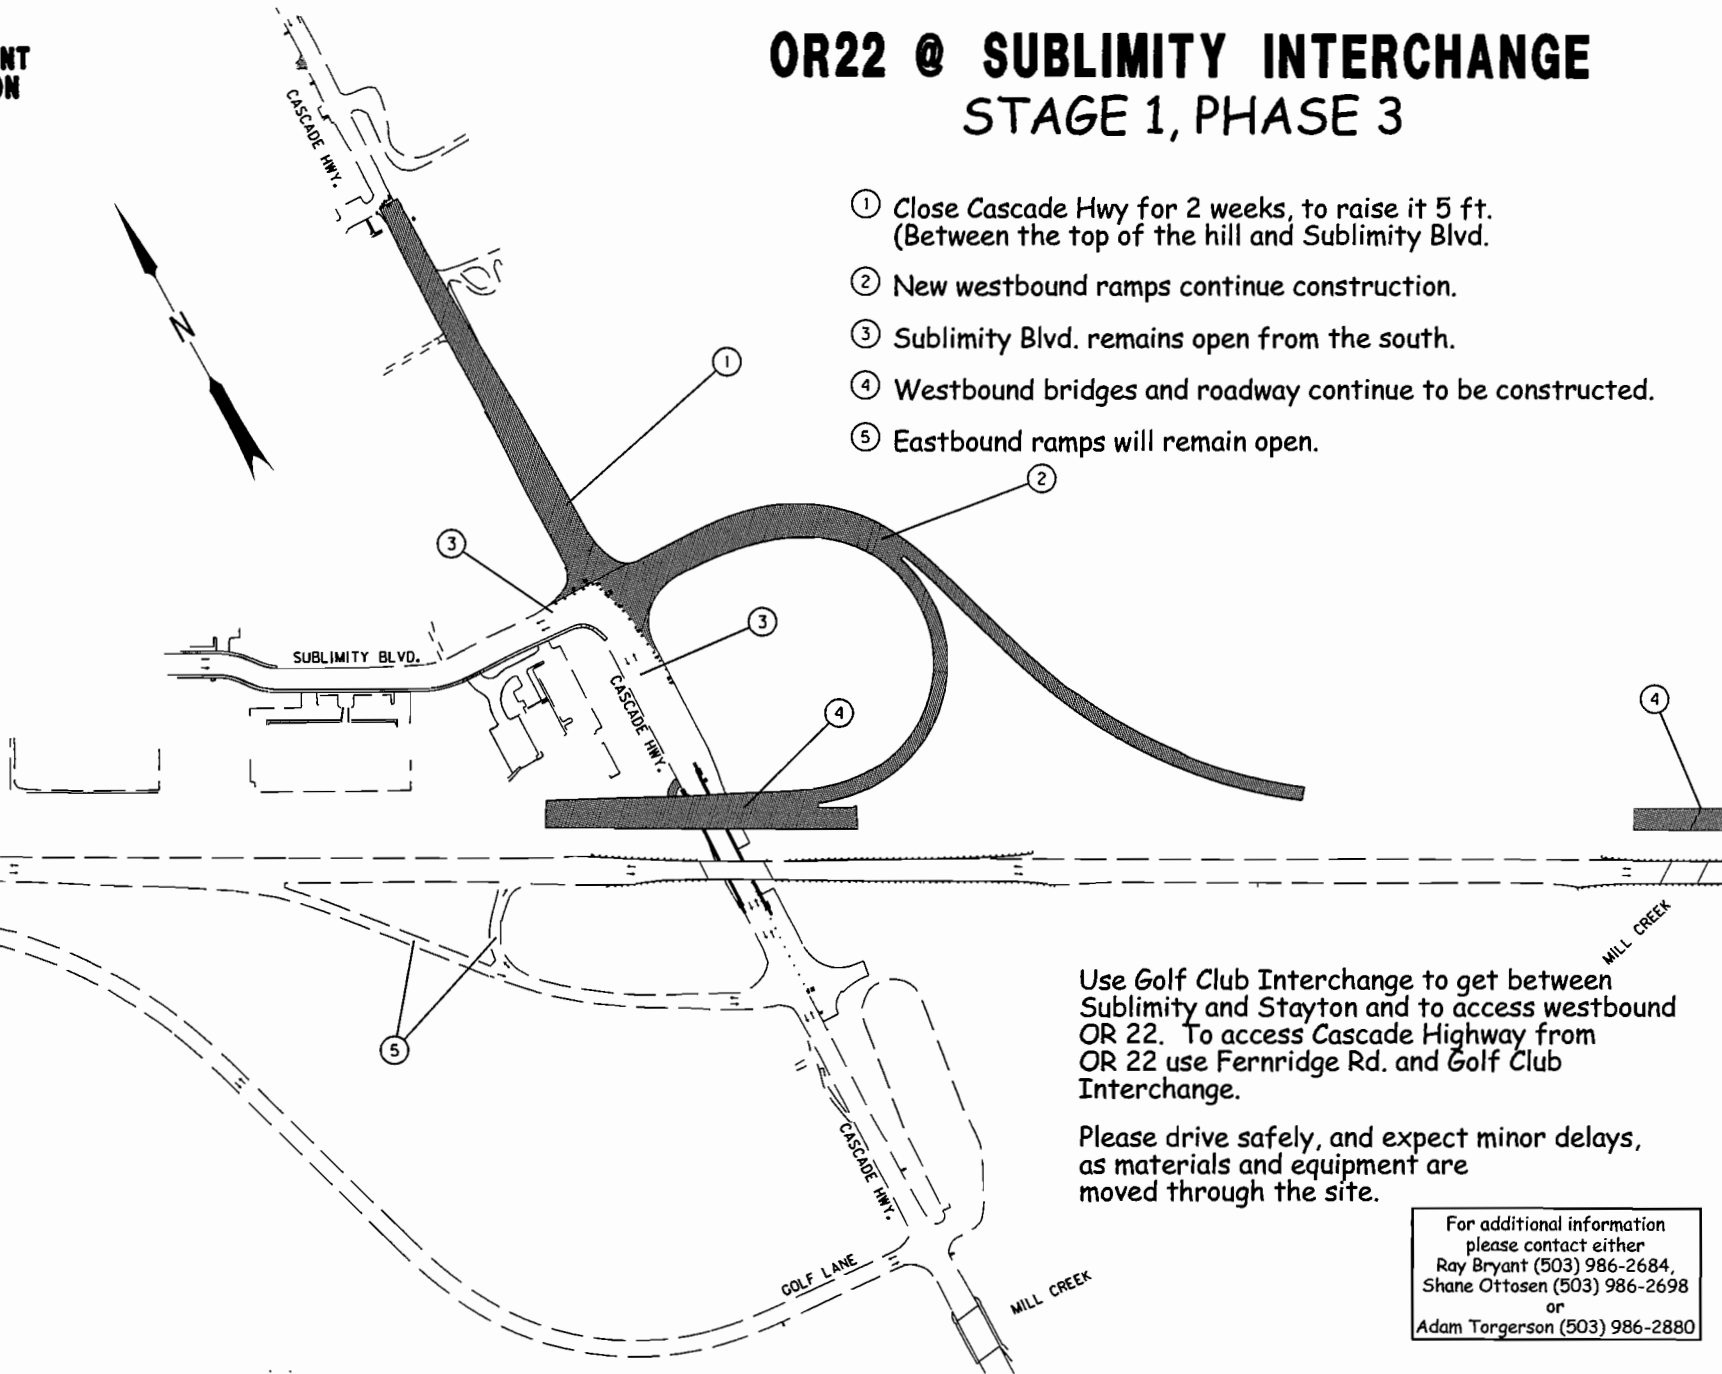 NT
ON
OR22 @ SUBLIMITY INTERCHANGE
STAGE 1, PHASE 3
① Close Cascade Hwy for 2 weeks, to raise it 5 ft.
(Between the top of the hill and Sublimity Blvd.
② New westbound ramps continue construction.
③ Sublimity Blvd. remains open from the south.
④ Westbound bridges and roadway continue to be constructed.
⑤ Eastbound ramps will remain open.
CASCADE HWY.
N
1
2
3
3
SUBLIMITY BLVD.
CASCADE HWY.
4
4
MILL CREEK
5
CASCADE HWY.
GOLF LANE
MILL CREEK
Use Golf Club Interchange to get between
Sublimity and Stayton and to access westbound
OR 22. To access Cascade Highway from
OR 22 use Fernridge Rd. and Golf Club
Interchange.
Please drive safely, and expect minor delays,
as materials and equipment are
moved through the site.
For additional information
please contact either
Ray Bryant (503) 986-2684,
Shane Ottosen (503) 986-2698
or
Adam Torgerson (503) 986-2880